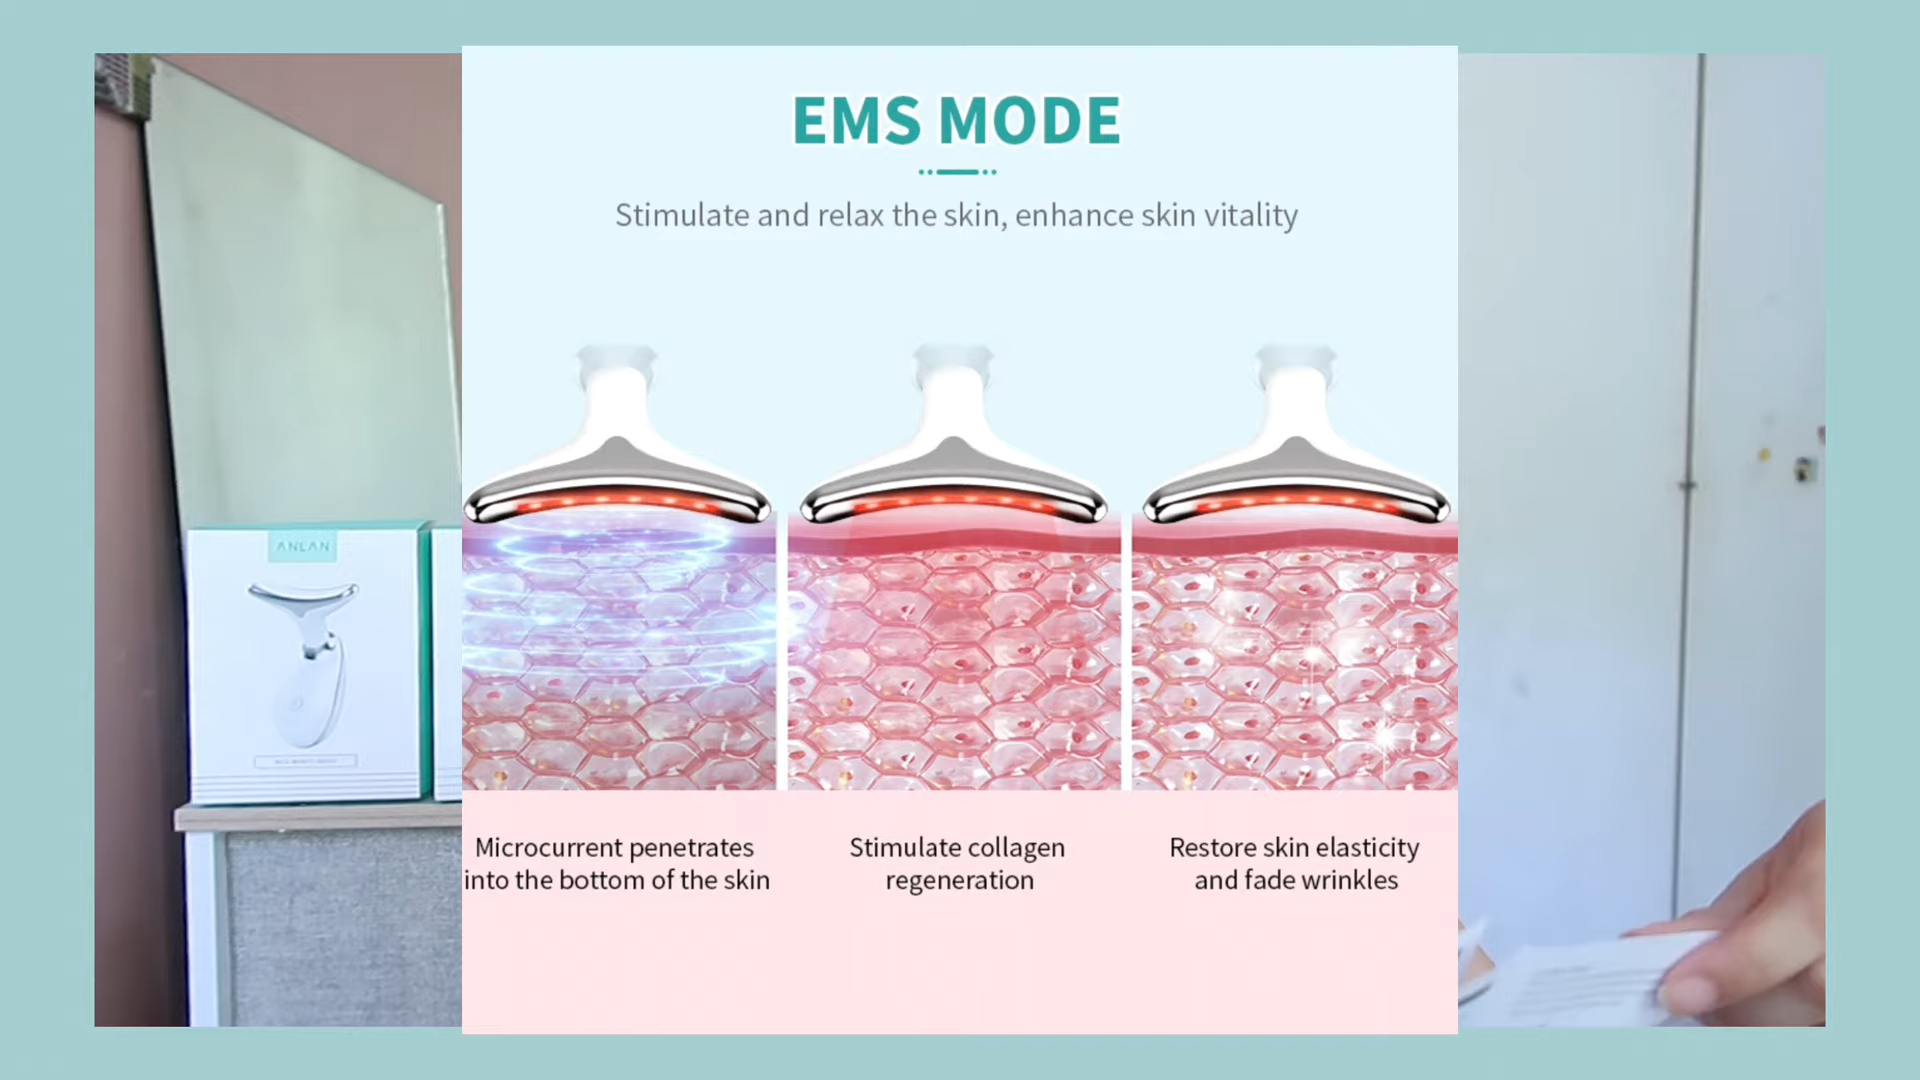 EMS MODE
Stimulate and relax the skin, enhance skin vitality
ANLAN
Microcurrent penetrates
into the bottom of the skin
Stimulate collagen
regeneration
Restore skin elasticity
and fade wrinkles